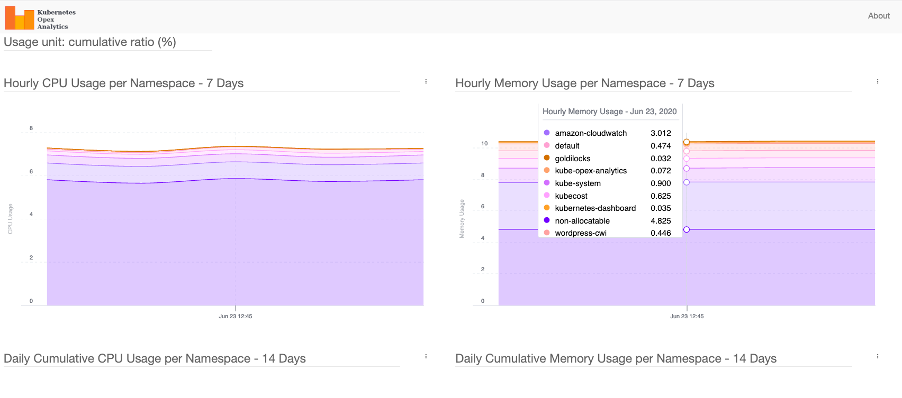 Kubernetes
Opex
Analytics
About
Usage unit: cumulative ratio (%)
Hourly CPU Usage per Namespace - 7 Days
8
6
4
2
0
CPU Usage
Jun 23 12:45
Hourly Memory Usage per Namespace - 7 Days
Hourly Memory Usage - Jun 23, 2020
amazon-cloudwatch 3.012
default 0.474
goldilocks 0.032
kube-opex-analytics 0.072
kube-system 0.900
kubecost 0.625
kubernetes-dashboard 0.035
non-allocatable 4.825
wordpress-cwi 0.446
10
8
6
4
2
0
Memory Usage
Jun 23 12:45
Daily Cumulative CPU Usage per Namespace - 14 Days
Daily Cumulative Memory Usage per Namespace - 14 Days